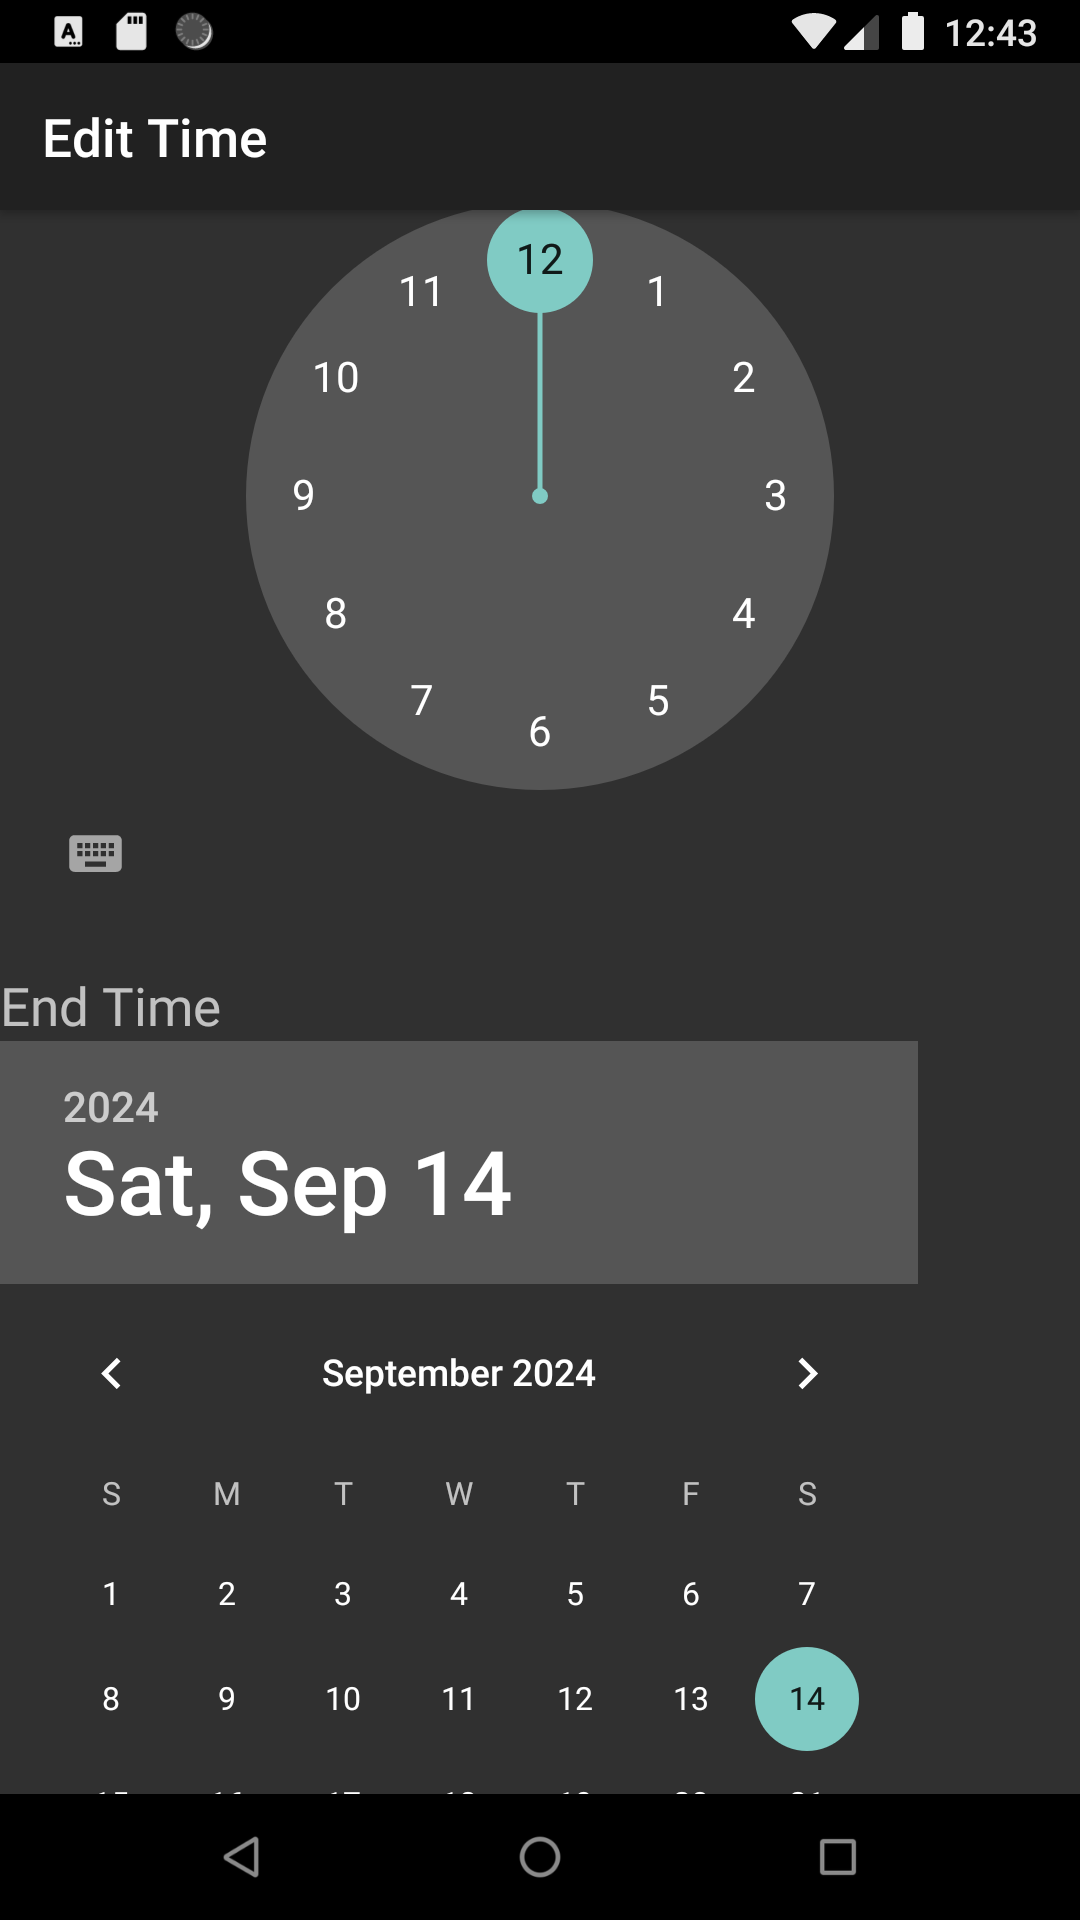 12:43
Edit Time
12
11 1
10 2
9 3
8 4
7 5
6
End Time
2024
Sat, Sep 14
September 2024
S M T W T F S
1 2 3 4 5 6 7
8 9 10 11 12 13 14